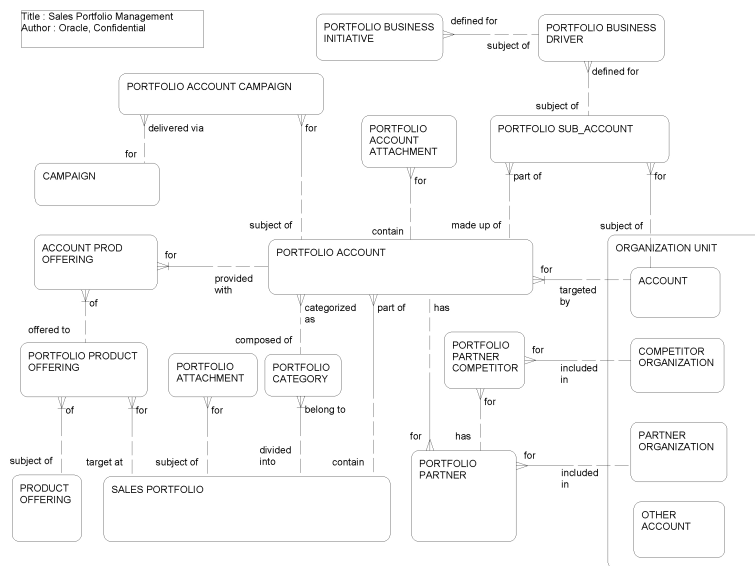 Title : Sales Portfolio Management
Author : Oracle, Confidential
PORTFOLIO BUSINESS
INITIATIVE
defined for
subject of
PORTFOLIO BUSINESS
DRIVER
defined for
subject of
PORTFOLIO ACCOUNT CAMPAIGN
delivered via
for
for
subject of
CAMPAIGN
PORTFOLIO
ACCOUNT
ATTACHMENT
for
contain
PORTFOLIO SUB_ACCOUNT
part of
made up of
for
subject of
ACCOUNT PROD
OFFERING
for
provided
with
of
offered to
PORTFOLIO ACCOUNT
for
targeted
by
ORGANIZATION UNIT
ACCOUNT
categorized
as
composed of
part of
has
PORTFOLIO PRODUCT
OFFERING
of
for
subject of
target at
PORTFOLIO
ATTACHMENT
for
subject of
PORTFOLIO
CATEGORY
belong to
divided
into
contain
PORTFOLIO
PARTNER
COMPETITOR
for
included
in
for
has
for
COMPETITOR
ORGANIZATION
PORTFOLIO
PARTNER
for
included
in
PARTNER
ORGANIZATION
PRODUCT
OFFERING
SALES PORTFOLIO
OTHER
ACCOUNT